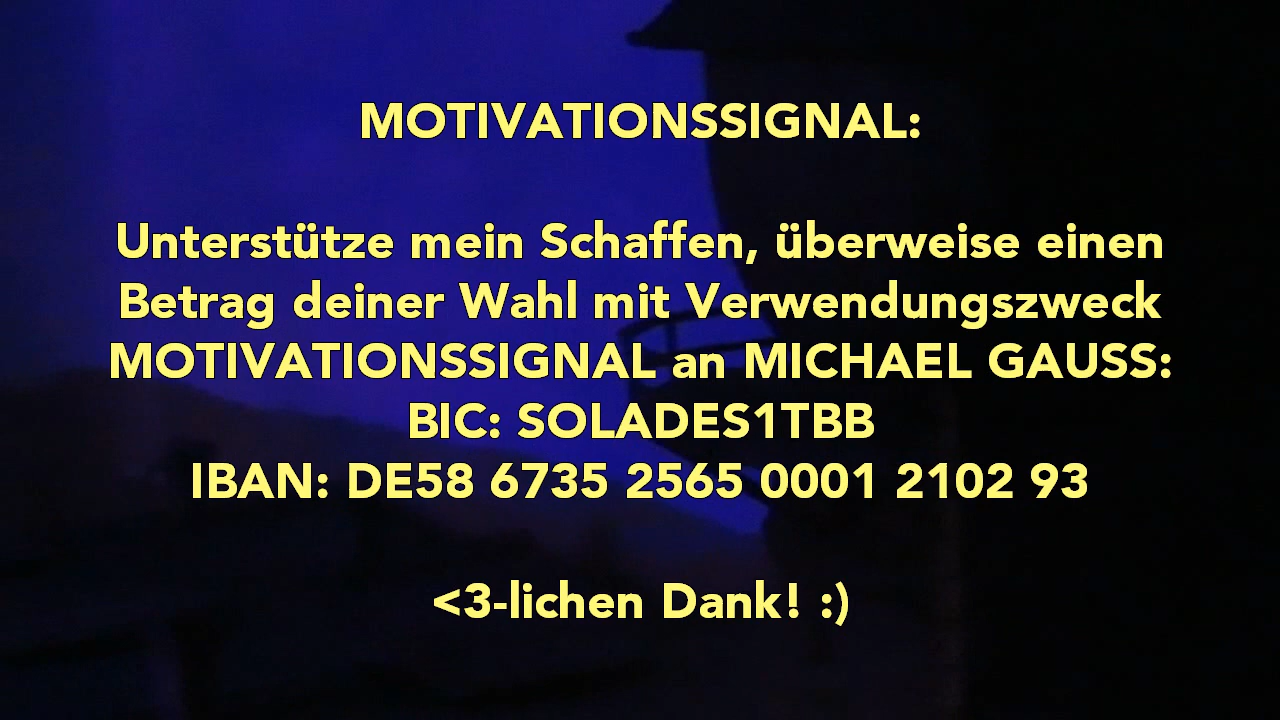 MOTIVATIONSSIGNAL:
Unterstütze mein Schaffen, überweise einen
Betrag deiner Wahl mit Verwendungszweck
MOTIVATIONSSIGNAL an MICHAEL GAUSS:
BIC: SOLADES1TBB
IBAN: DE58 6735 2565 0001 2102 93
<3-lichen Dank! :)